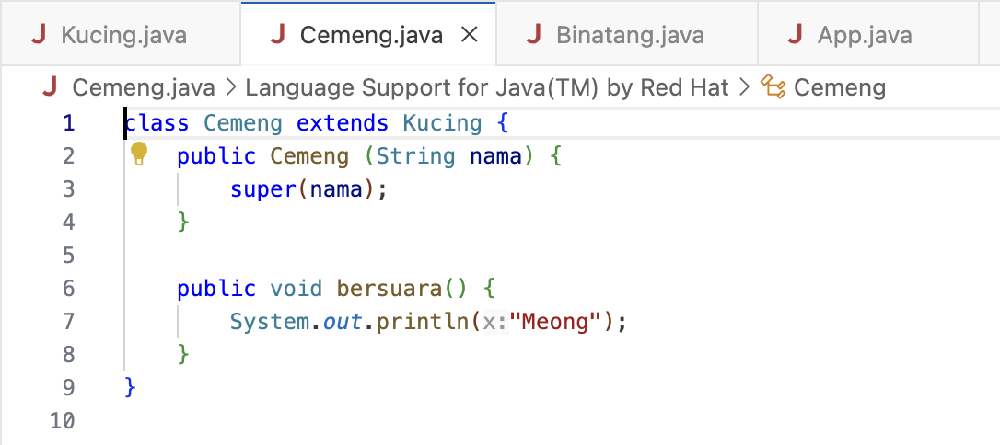 Kucing.java Cemeng.java Binatang.java App.java
Cemeng.java > Language Support for Java(TM) by Red Hat > Cemeng
1 class Cemeng extends Kucing {
2 public Cemeng (String nama) {
3 super(nama);
4 }
5
6 public void bersuara() {
7 System.out.println(x:"Meong");
8 }
9 }
10